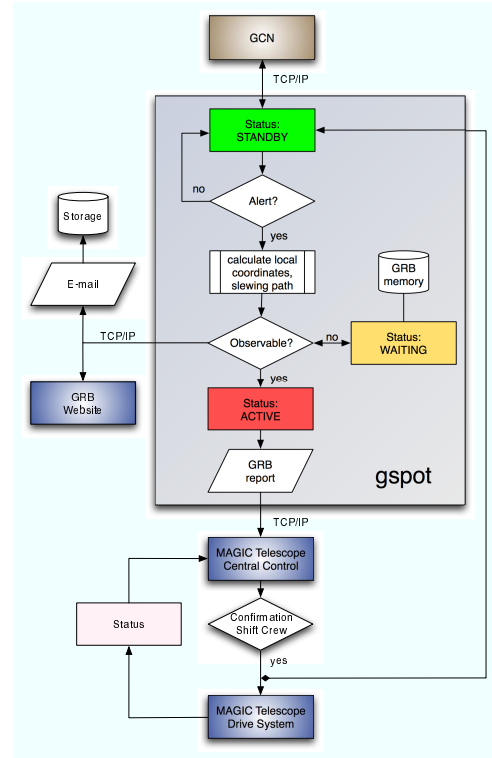 GCN
TCP/IP
Status:
STANDBY
no
Alert?
yes
Storage
calculate local
coordinates,
slewing path
GRB
memory
E-mail
TCP/IP
Observable?
no
Status:
WAITING
yes
GRB
Website
Status:
ACTIVE
GRB
report
gspot
TCP/IP
MAGIC Telescope
Central Control
Status
Confirmation
Shift Crew
yes
MAGIC Telescope
Drive System